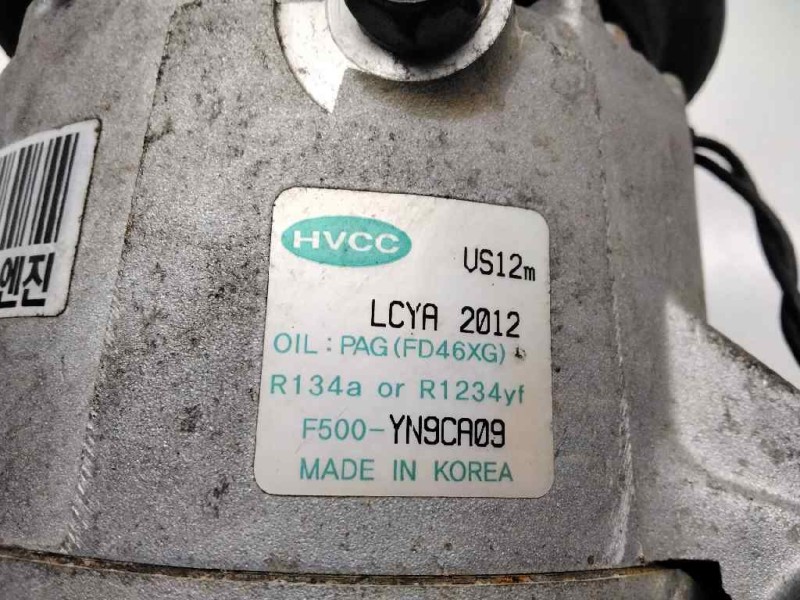 엔진
HVCC
VS12m
LCYA 2012
OIL : PAG (FD46XG)
R134a or R1234yf
F500-YN9CA09
MADE IN KOREA